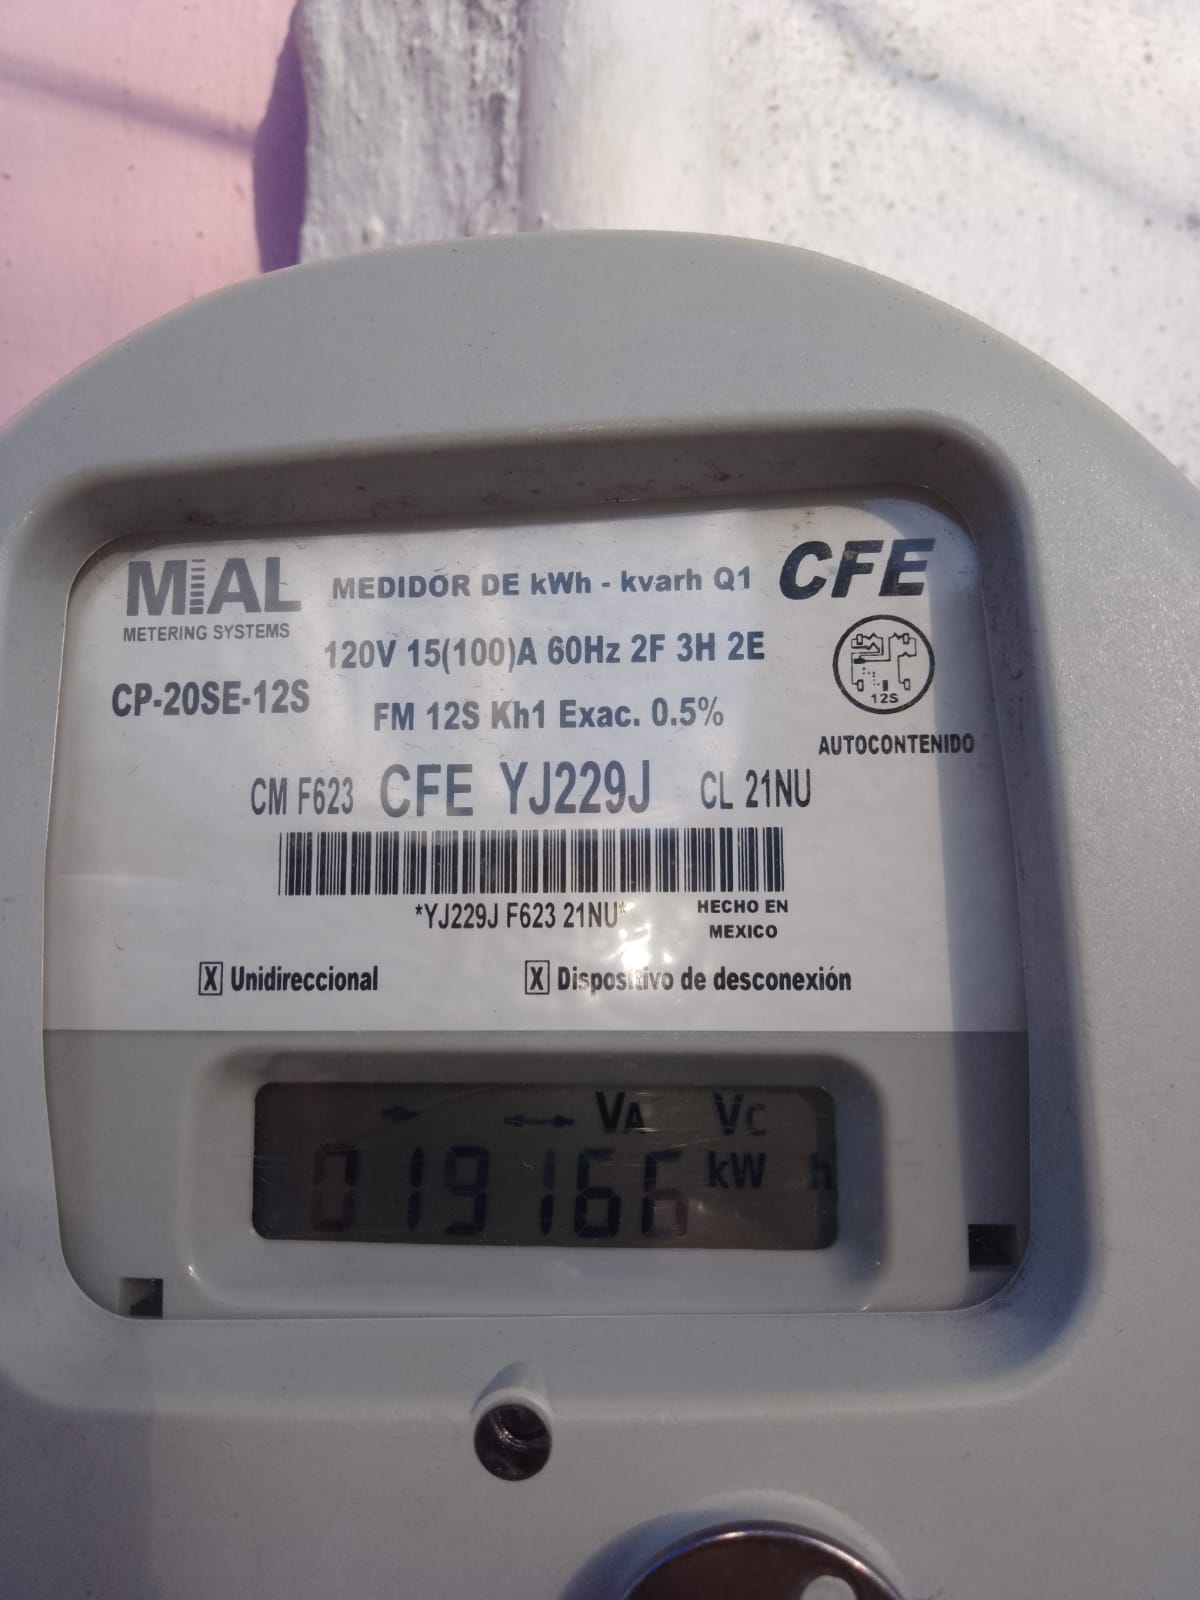 MIAL
METERING SYSTEMS
MEDIDOR DE kWh - kvarh Q1
CFE
120V 15(100)A 60Hz 2F 3H 2E
CP-20SE-12S
FM 12S Kh1 Exac. 0.5%
12S
AUTOCONTENIDO
CM F623 CFE YJ229J CL 21NU
*YJ229J F623 21NU*
HECHO EN
MEXICO
X Unidireccional
X Dispositivo de desconexión
VA VC
019166 kW h